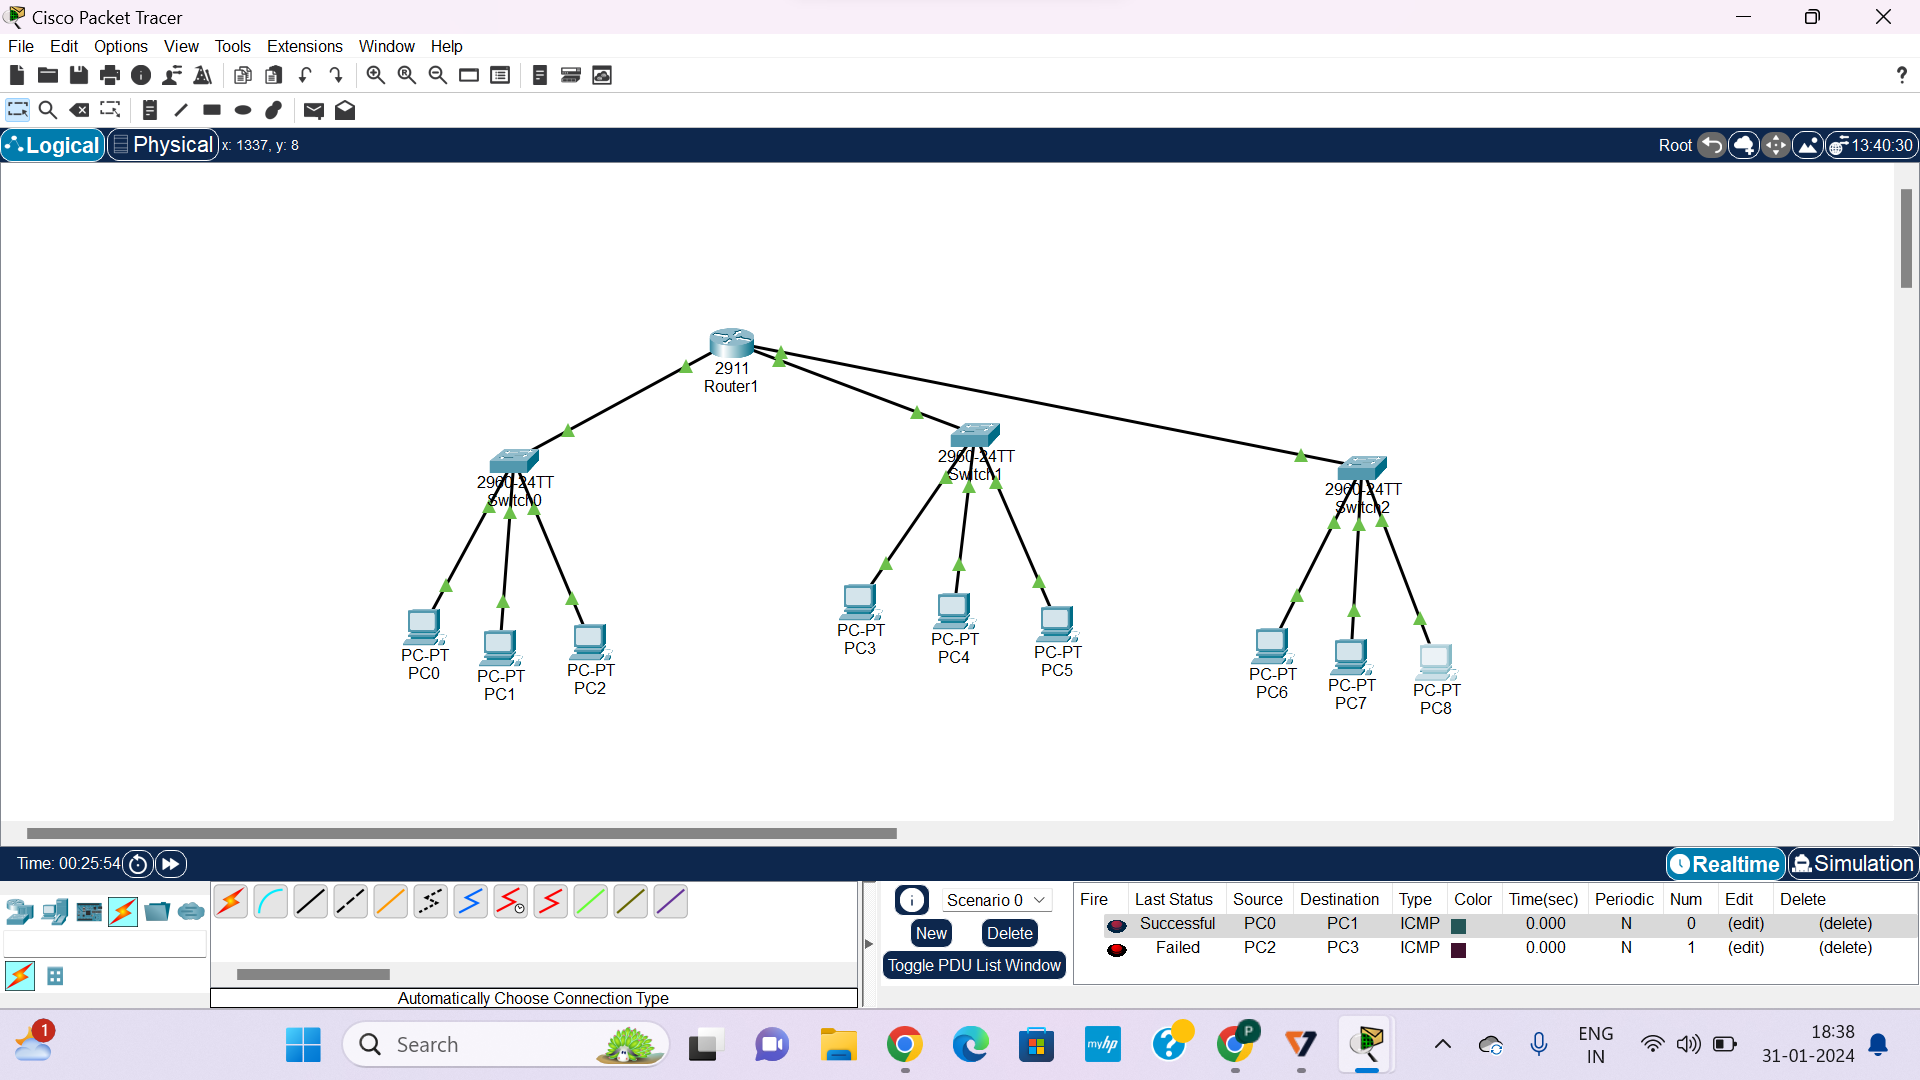 Cisco Packet Tracer
File Edit Options View Tools Extensions Window Help
?
Logical Physical x: 1337, y: 8 Root 13:40:30
2911
Router1
2960-24TT
Switch0
2960-24TT
Switch1
2960-24TT
Switch2
PC-PT
PC0
PC-PT
PC1
PC-PT
PC2
PC-PT
PC3
PC-PT
PC4
PC-PT
PC5
PC-PT
PC6
PC-PT
PC7
PC-PT
PC8
Time: 00:25:54 Realtime Simulation
Automatically Choose Connection Type
Scenario 0
New Delete
Toggle PDU List Window
Fire Last Status Source Destination Type Color Time(sec) Periodic Num Edit Delete
Successful PC0 PC1 ICMP 0.000 N 0 (edit) (delete)
Failed PC2 PC3 ICMP 0.000 N 1 (edit) (delete)
1
Search
myhp
?
P
ENG
IN
18:38
31-01-2024